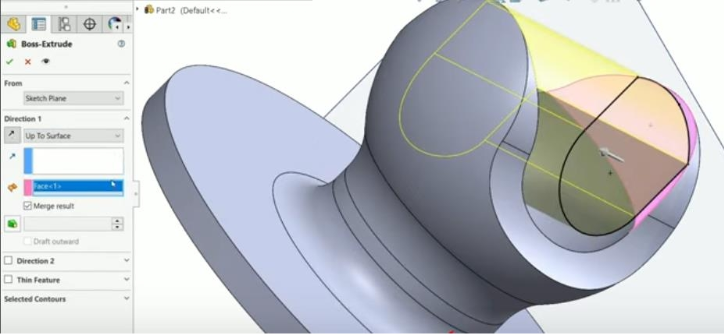 Part2 (Default<<...
Boss-Extrude
From
Sketch Plane
Direction 1
Up To Surface
Face<1>
Merge result
Draft outward
Direction 2
Thin Feature
Selected Contours